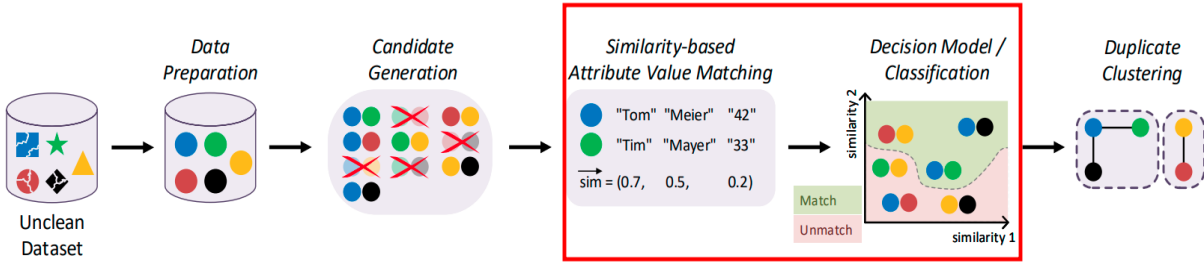 Unclean
Dataset
Data
Preparation
Candidate
Generation
Similarity-based
Attribute Value Matching
"Tom" "Meier" "42"
"Tim" "Mayer" "33"
sim = (0.7, 0.5, 0.2)
Decision Model /
Classification
similarity 2
Match
Unmatch
similarity 1
Duplicate
Clustering